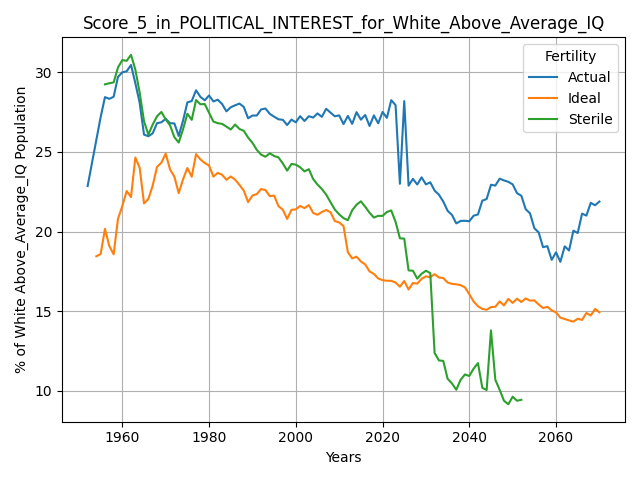 Score_5_in_POLITICAL_INTEREST_for_White_Above_Average_IQ
Fertility
Actual
Ideal
Sterile
% of White Above_Average_IQ Population
30
25
20
15
10
1960
1980
2000
2020
2040
2060
Years